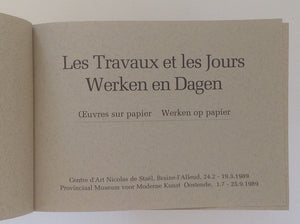 Les Travaux et les Jours
Werken en Dagen
Œuvres sur papier Werken op papier
Centre d'Art Nicolas de Staël, Braine-l'Alleud, 24.2 - 19.3.1989
Provinciaal Museum voor Moderne Kunst Oostende, 1.7 - 25.9.1989